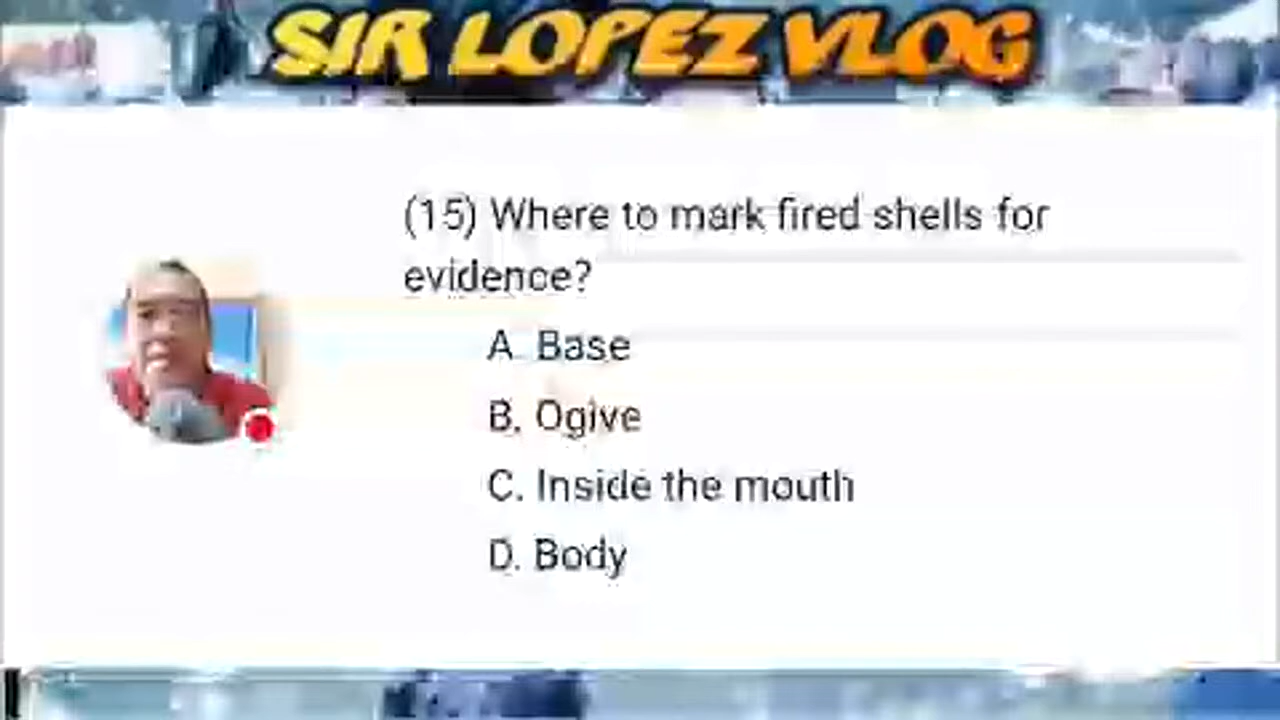 SIR LOPEZ VLOG
(15) Where to mark fired shells for
evidence?
A. Base
B. Ogive
C. Inside the mouth
D. Body